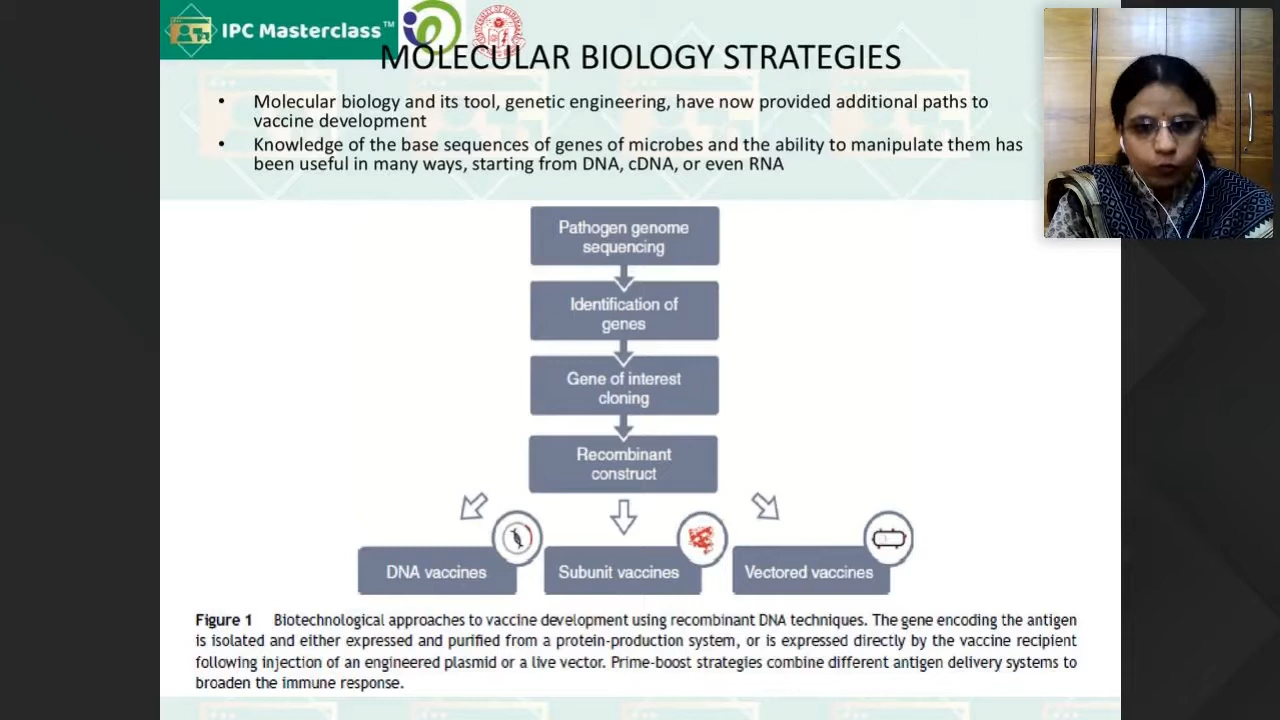 IPC Masterclass™
MOLECULAR BIOLOGY STRATEGIES
• Molecular biology and its tool, genetic engineering, have now provided additional paths to
vaccine development
• Knowledge of the base sequences of genes of microbes and the ability to manipulate them has
been useful in many ways, starting from DNA, cDNA, or even RNA
Pathogen genome
sequencing
Identification of
genes
Gene of interest
cloning
Recombinant
construct
DNA vaccines
Subunit vaccines
Vectored vaccines
Figure 1 Biotechnological approaches to vaccine development using recombinant DNA techniques. The gene encoding the antigen
is isolated and either expressed and purified from a protein-production system, or is expressed directly by the vaccine recipient
following injection of an engineered plasmid or a live vector. Prime-boost strategies combine different antigen delivery systems to
broaden the immune response.